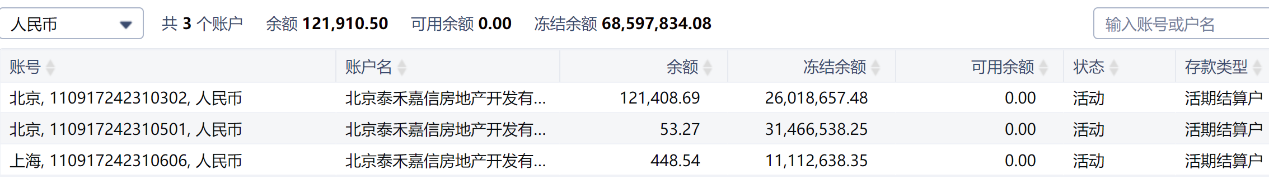 人民币 共 3 个账户 余额 121,910.50 可用余额 0.00 冻结余额 68,597,834.08 输入账号或户名
账号 账户名 余额 冻结余额 可用余额 状态 存款类型
北京, 110917242310302, 人民币 北京泰禾嘉信房地产开发有... 121,408.69 26,018,657.48 0.00 活动 活期结算户
北京, 110917242310501, 人民币 北京泰禾嘉信房地产开发有... 53.27 31,466,538.25 0.00 活动 活期结算户
上海, 110917242310606, 人民币 北京泰禾嘉信房地产开发有... 448.54 11,112,638.35 0.00 活动 活期结算户